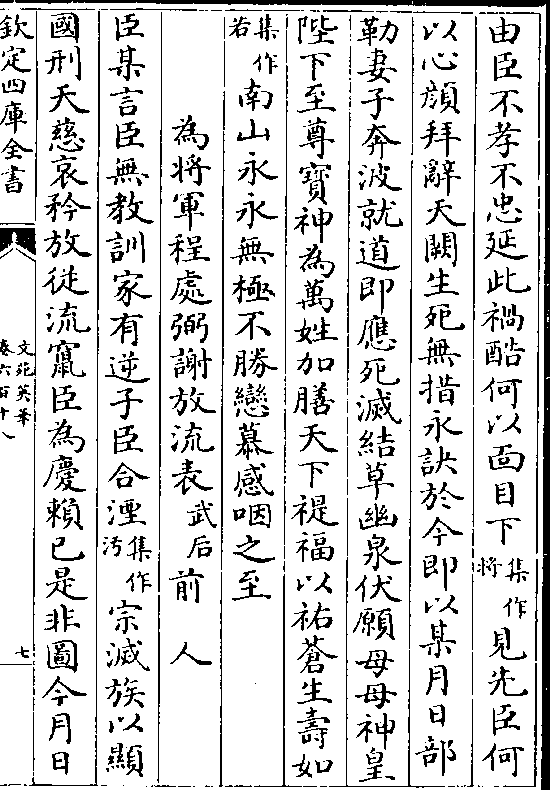 由臣不孝不忠延此禍酷何以面目下集作將見先臣何
以心顔拜辭天闕生死無措永訣於今即以某月日部
勒妻子奔波就道即應死滅結草幽泉伏願母母神皇
陛下至尊寶神為萬姓加膳天下禔福以祐蒼生壽如
集作若南山永永無極不勝戀慕感咽之至
為將軍程處弼謝放流表武后前人
臣某言臣無教訓家有逆子臣合湮集作汚宗滅族以顯
國刑天慈哀矜放徒流竄臣為慶賴已是非圖今月日
欽定四庫全書
文苑英華
卷六百十八
七